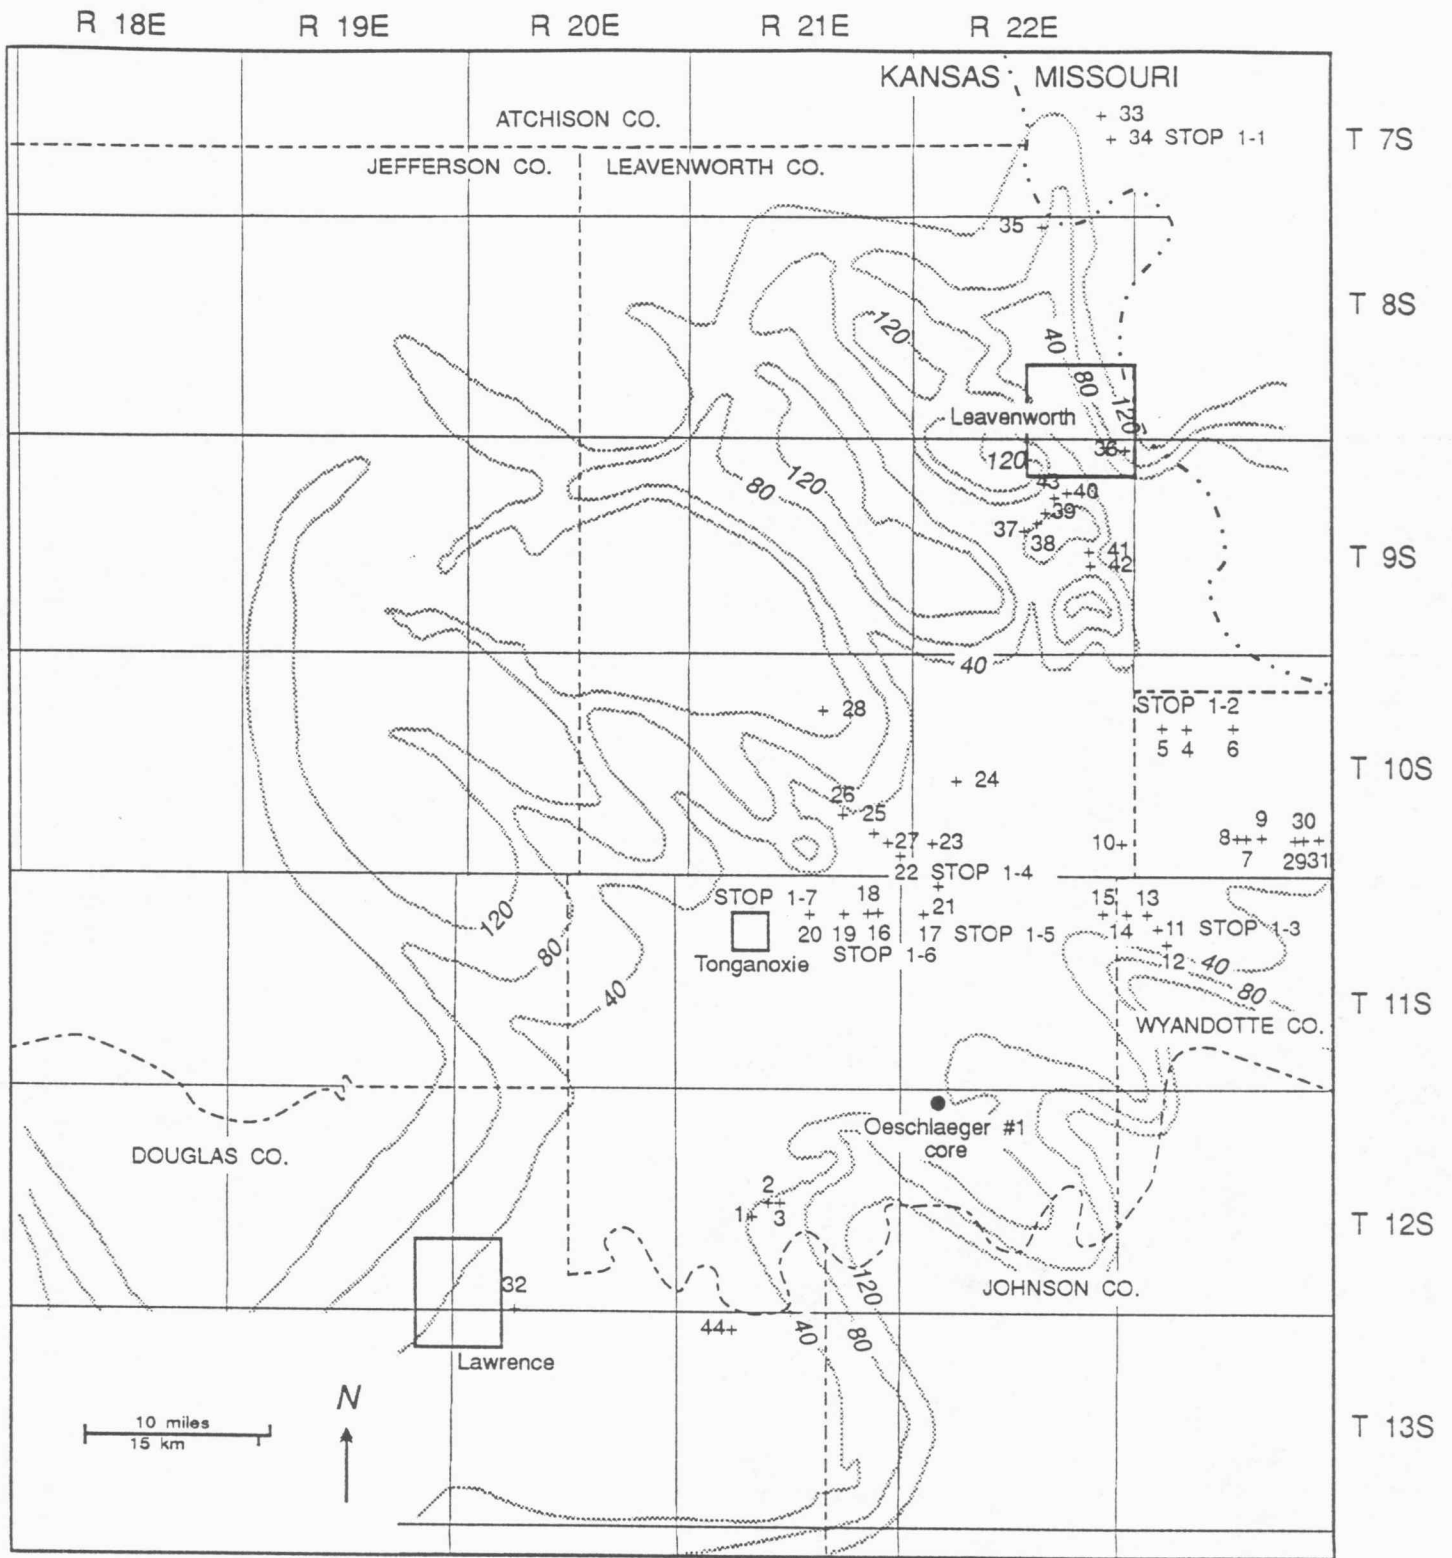 R 18E R 19E R 20E R 21E R 22E
KANSAS MISSOURI
ATCHISON CO.
+ 33
+ 34 STOP 1-1
T 7S
JEFFERSON CO. LEAVENWORTH CO.
35 +
T 8S
120
40
80
120
Leavenworth
36 +
120
43
+ 40
80
120
+ 39
37 +
38
+ 41
+ 42
T 9S
40
+ 28
STOP 1-2
5 4 6
T 10S
+ 24
26
25
+ 27 + 23
10 +
9 30
8
7 29 31
22 STOP 1-4
STOP 1-7 18
21
15 13
20 19 16 17 STOP 1-5
14 + 11 STOP 1-3
120
80
Tonganoxie
STOP 1-6
12 40
80
40
T 11S
WYANDOTTE CO.
Oeschlaeger #1
core
DOUGLAS CO.
2
1 + 3
T 12S
32
120
JOHNSON CO.
44 +
40
80
Lawrence
N
10 miles
15 km
T 13S